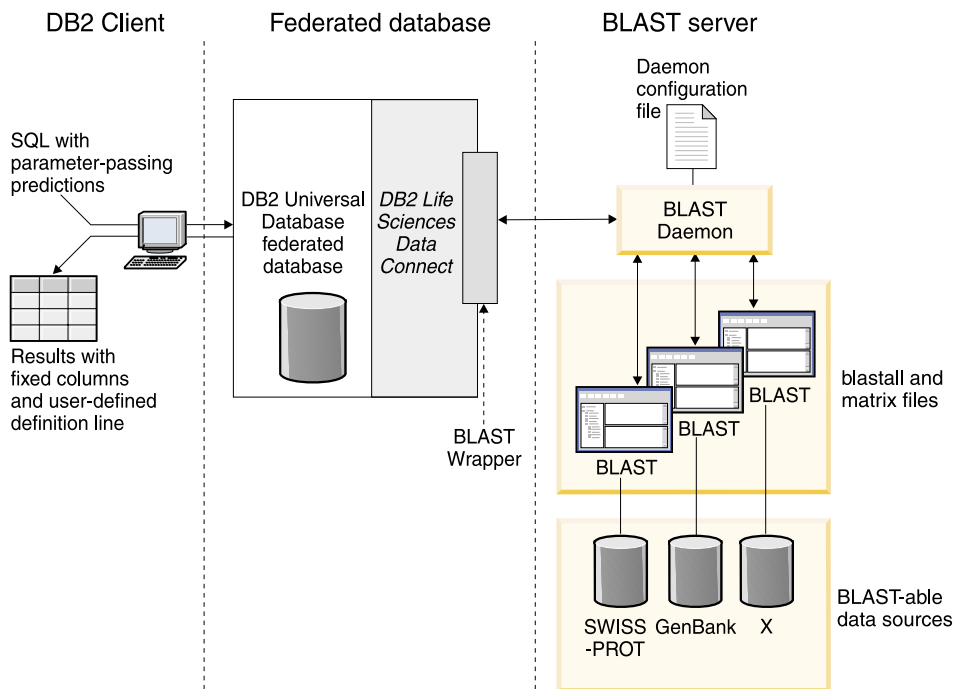 DB2 Client
Federated database
BLAST server
Daemon
configuration
file
SQL with
parameter-passing
predictions
DB2 Universal
Database
federated
database
DB2 Life
Sciences
Data
Connect
BLAST
Daemon
Results with
fixed columns
and user-defined
definition line
BLAST
Wrapper
BLAST
BLAST
BLAST
blastall and
matrix files
SWISS
-PROT
GenBank
X
BLAST-able
data sources